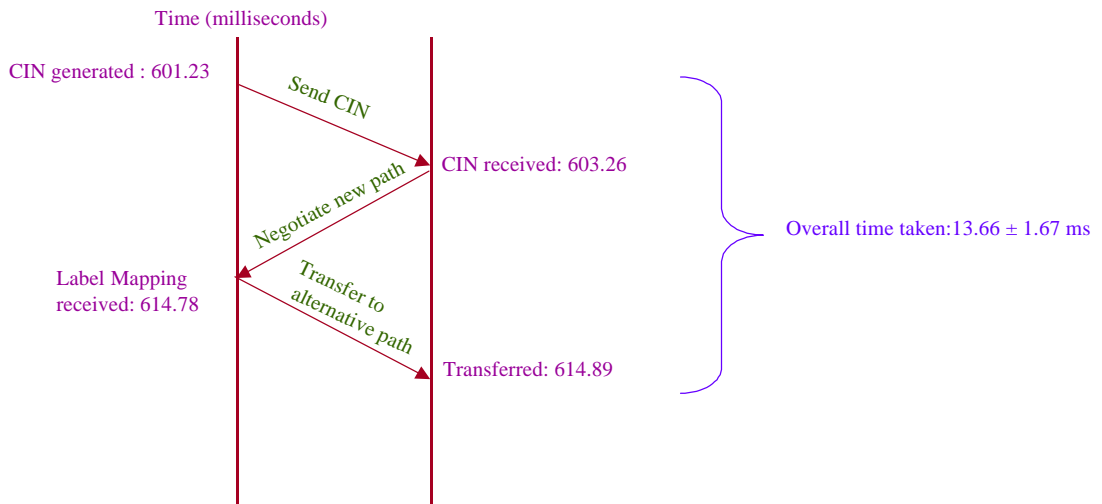 Time (milliseconds)
CIN generated : 601.23
Send CIN
CIN received: 603.26
Negotiate new path
Overall time taken:13.66 ± 1.67 ms
Label Mapping
received: 614.78
Transfer to
alternative path
Transferred: 614.89